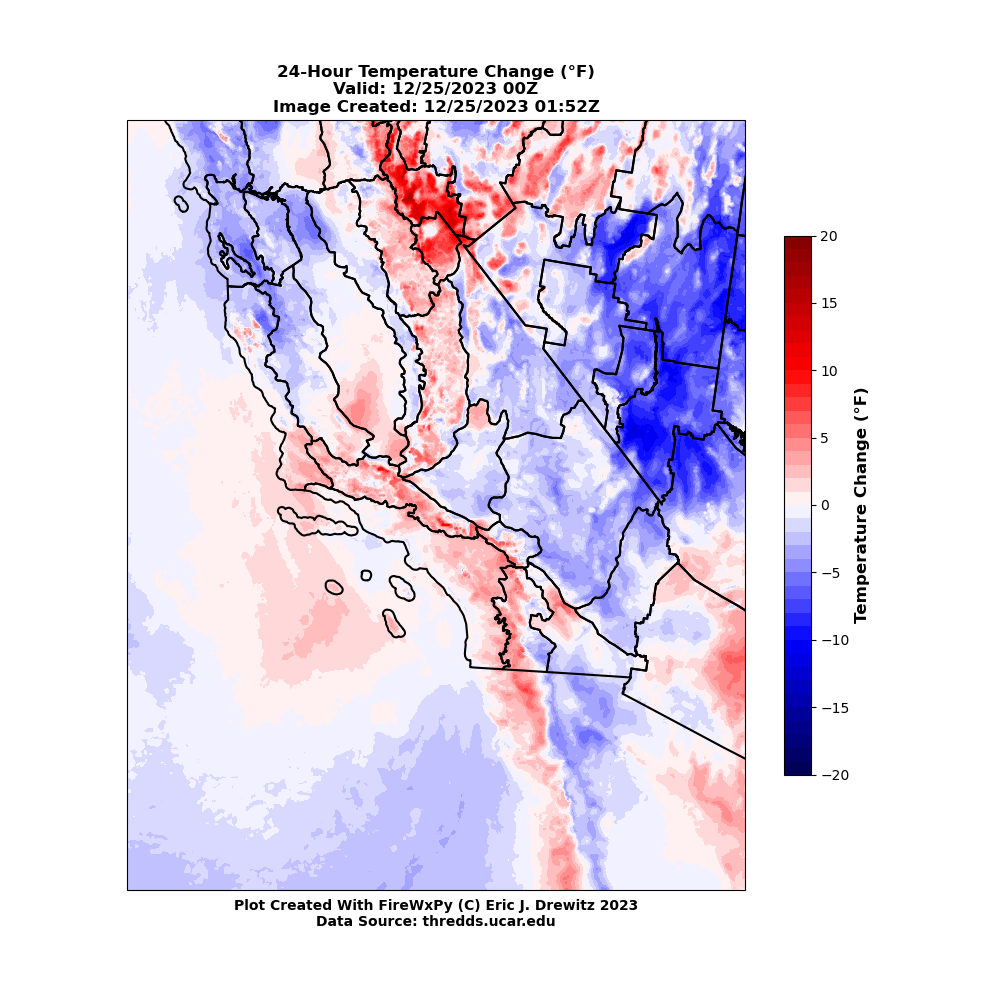 24-Hour Temperature Change (°F)
Valid: 12/25/2023 00Z
Image Created: 12/25/2023 01:52Z
20
15
10
5
0
−5
−10
−15
−20
Temperature Change (°F)
Plot Created With FireWxPy (C) Eric J. Drewitz 2023
Data Source: thredds.ucar.edu